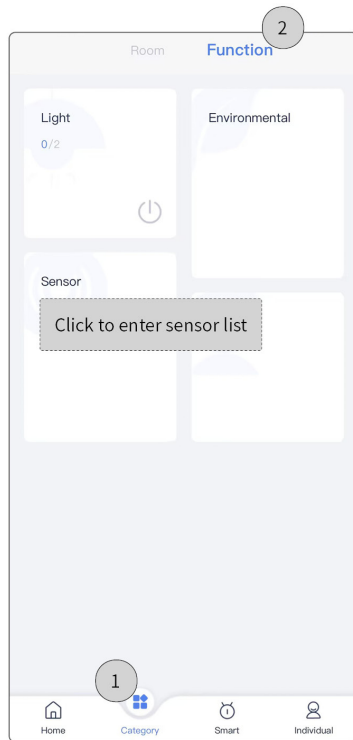 2
Room
Function
Light
Environmental
0/2
Sensor
Click to enter sensor list
1
Home
Category
Smart
Individual